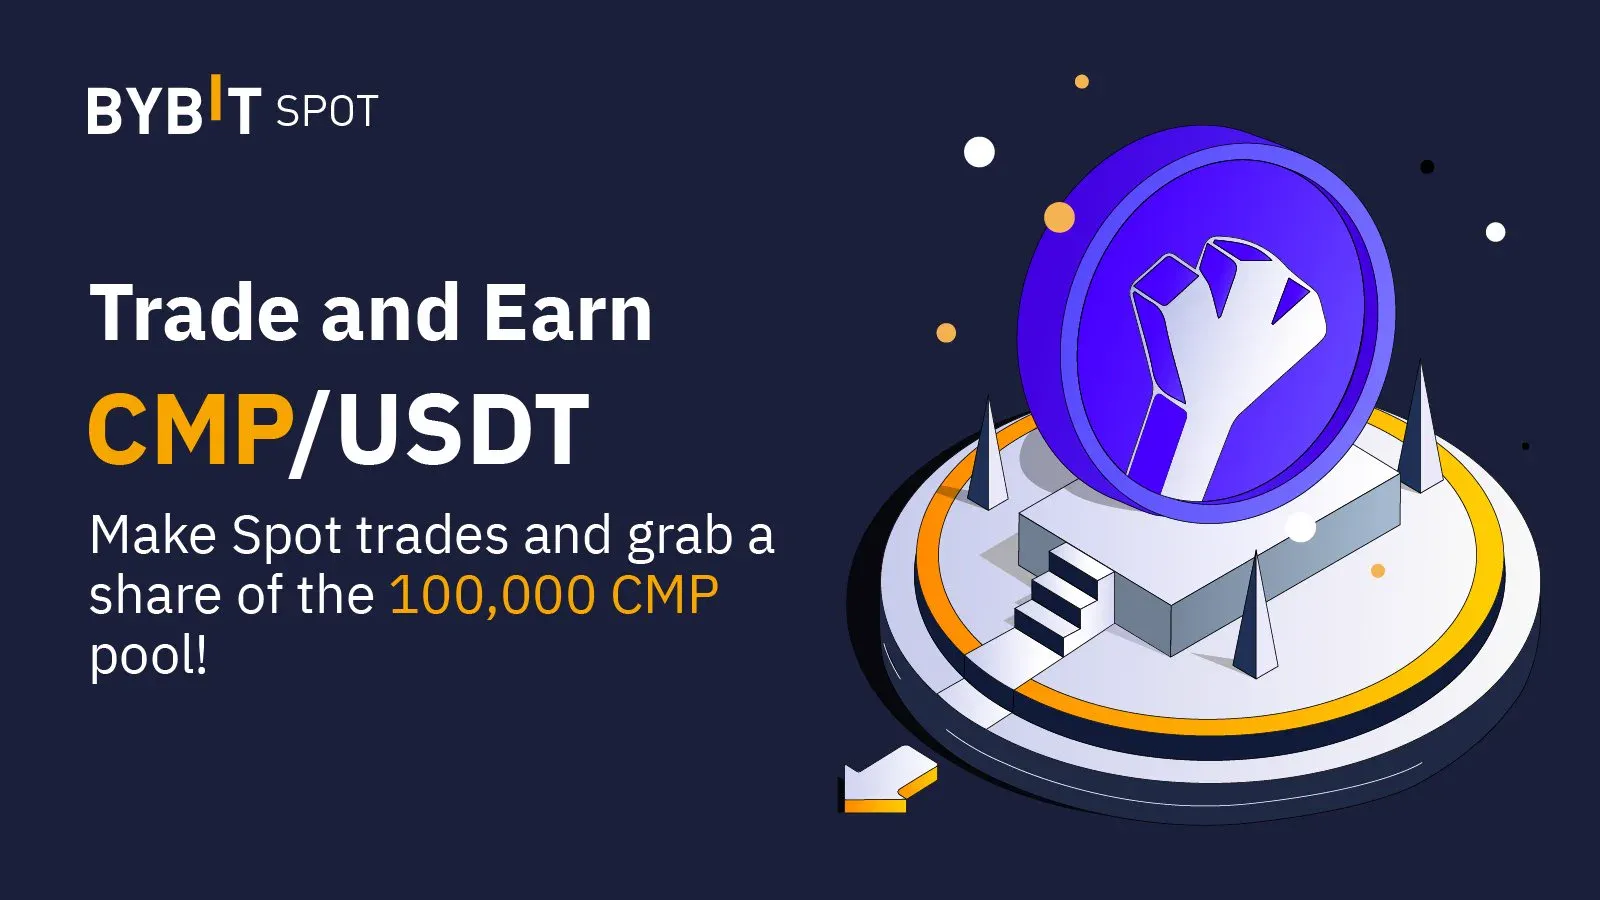 BYBIT SPOT
Trade and Earn
CMP/USDT
Make Spot trades and grab a
share of the 100,000 CMP
pool!